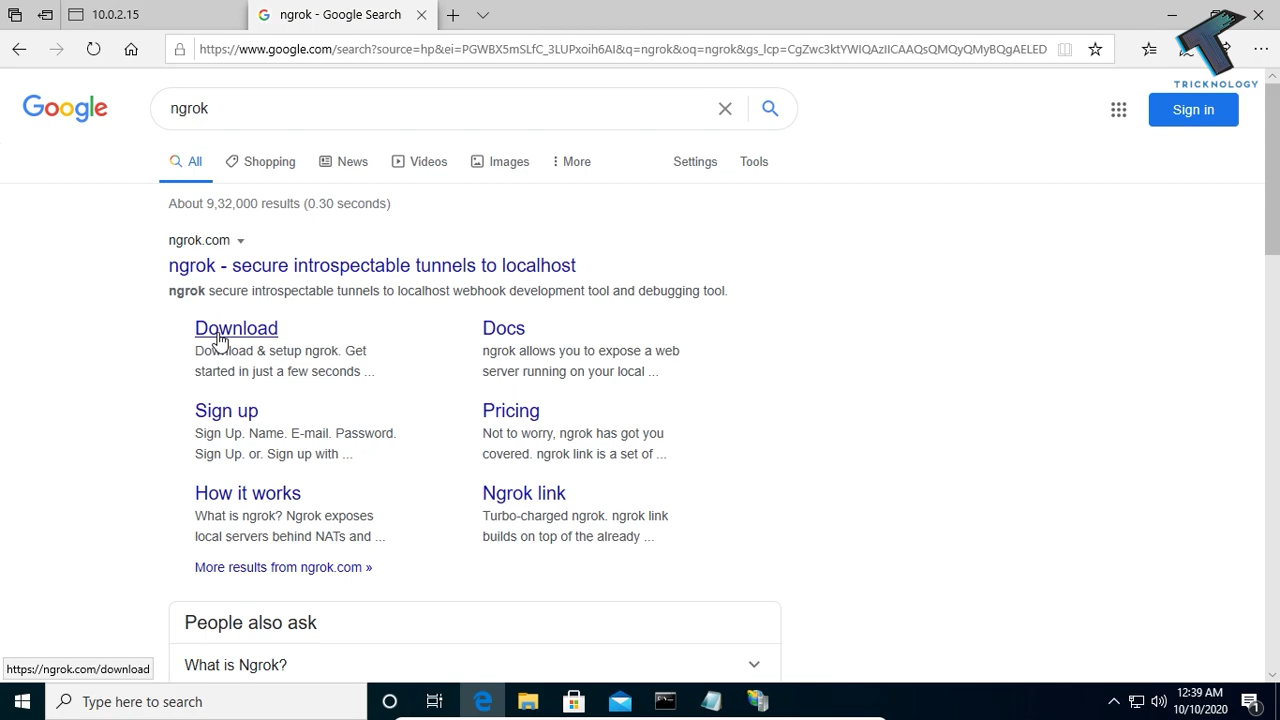 10.0.2.15
ngrok - Google Search
https://www.google.com/search?source=hp&ei=PGWBX5mSLfC_3LUPxoih6AI&q=ngrok&oq=ngrok&gs_lcp=CgZwc3ktYWIQAzIICAAQsQMQyQMyBQgAELED
TRICKNOLOGY
Google
ngrok
Sign in
All
Shopping
News
Videos
Images
More
Settings
Tools
About 9,32,000 results (0.30 seconds)
ngrok.com
ngrok - secure introspectable tunnels to localhost
ngrok secure introspectable tunnels to localhost webhook development tool and debugging tool.
Download
Download & setup ngrok. Get
started in just a few seconds ...
Docs
ngrok allows you to expose a web
server running on your local ...
Sign up
Sign Up. Name. E-mail. Password.
Sign Up. or. Sign up with ...
Pricing
Not to worry, ngrok has got you
covered. ngrok link is a set of ...
How it works
What is ngrok? Ngrok exposes
local servers behind NATs and ...
Ngrok link
Turbo-charged ngrok. ngrok link
builds on top of the already ...
More results from ngrok.com »
People also ask
What is Ngrok?
https://ngrok.com/download
Type here to search
12:39 AM
10/10/2020
1